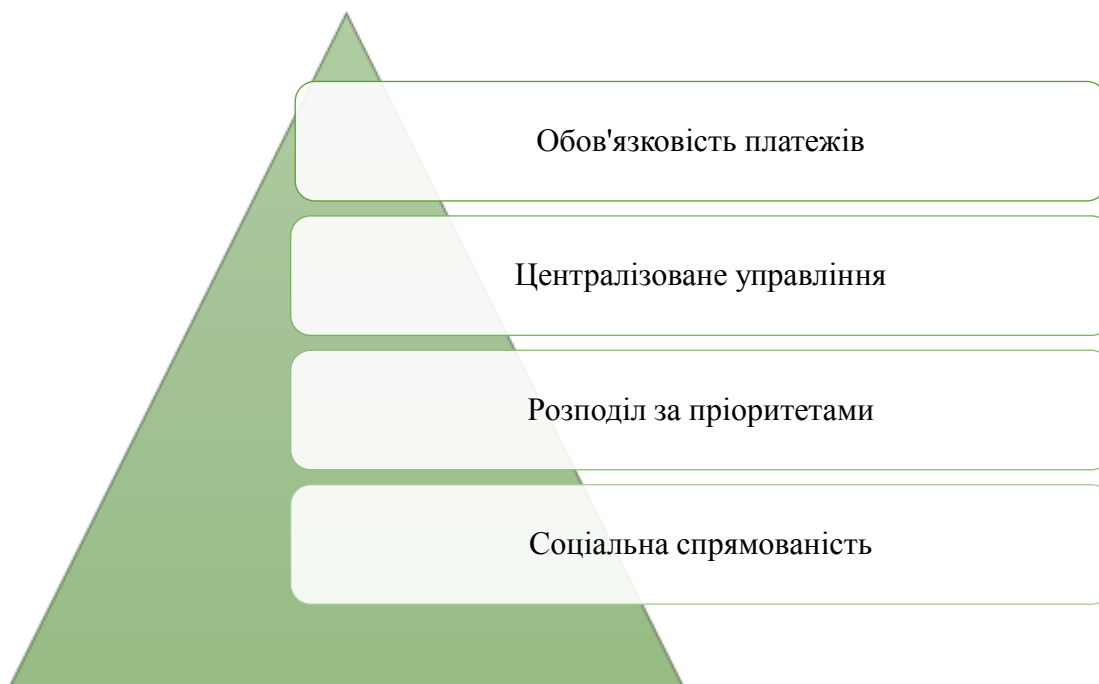 Обов'язковість платежів
Централізоване управління
Розподіл за пріоритетами
Соціальна спрямованість